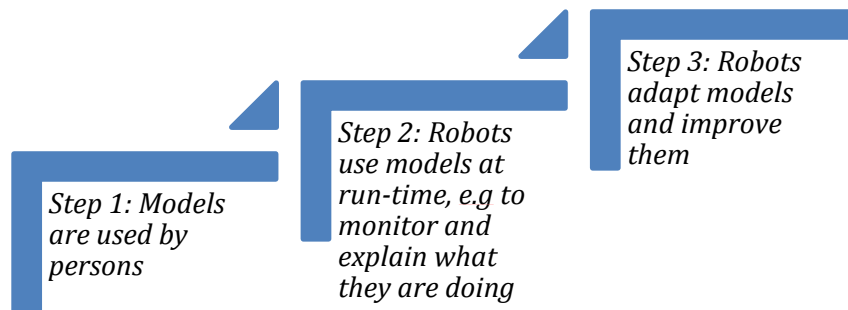 Step 1: Models
are used by
persons
Step 2: Robots
use models at
run-time, e.g to
monitor and
explain what
they are doing
Step 3: Robots
adapt models
and improve
them